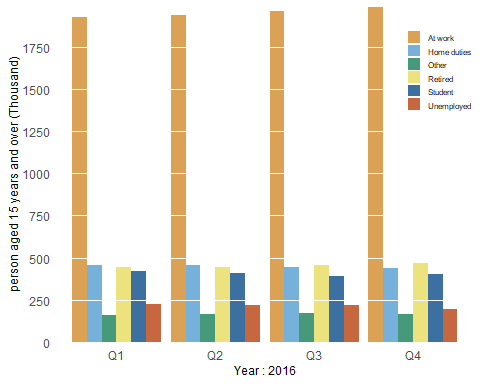 person aged 15 years and over (Thousand)
1750
1500
1250
1000
750
500
250
0
At work
Home duties
Other
Retired
Student
Unemployed
Q1 Q2 Q3 Q4
Year : 2016